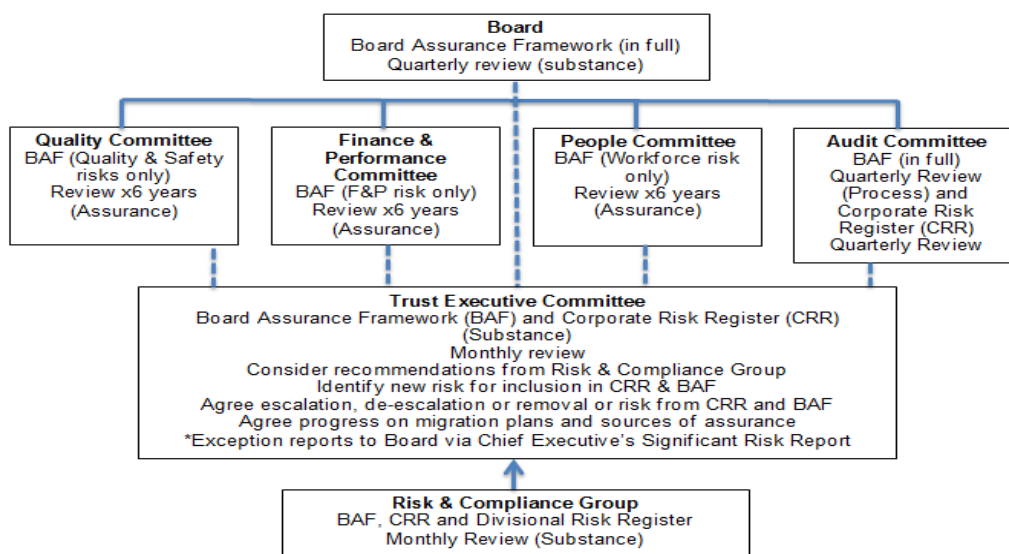 Board
Board Assurance Framework (in full)
Quarterly review (substance)
Quality Committee
BAF (Quality & Safety
risks only)
Review x6 years
(Assurance)
Finance &
Performance
Committee
BAF (F&P risk only)
Review x6 years
(Assurance)
People Committee
BAF (Workforce risk
only)
Review x6 years
(Assurance)
Audit Committee
BAF (in full)
Quarterly Review
(Process) and
Corporate Risk
Register (CRR)
Quarterly Review
Trust Executive Committee
Board Assurance Framework (BAF) and Corporate Risk Register (CRR)
(Substance)
Monthly review
Consider recommendations from Risk & Compliance Group
Identify new risk for inclusion in CRR & BAF
Agree escalation, de-escalation or removal or risk from CRR and BAF
Agree progress on migration plans and sources of assurance
*Exception reports to Board via Chief Executive's Significant Risk Report
Risk & Compliance Group
BAF, CRR and Divisional Risk Register
Monthly Review (Substance)